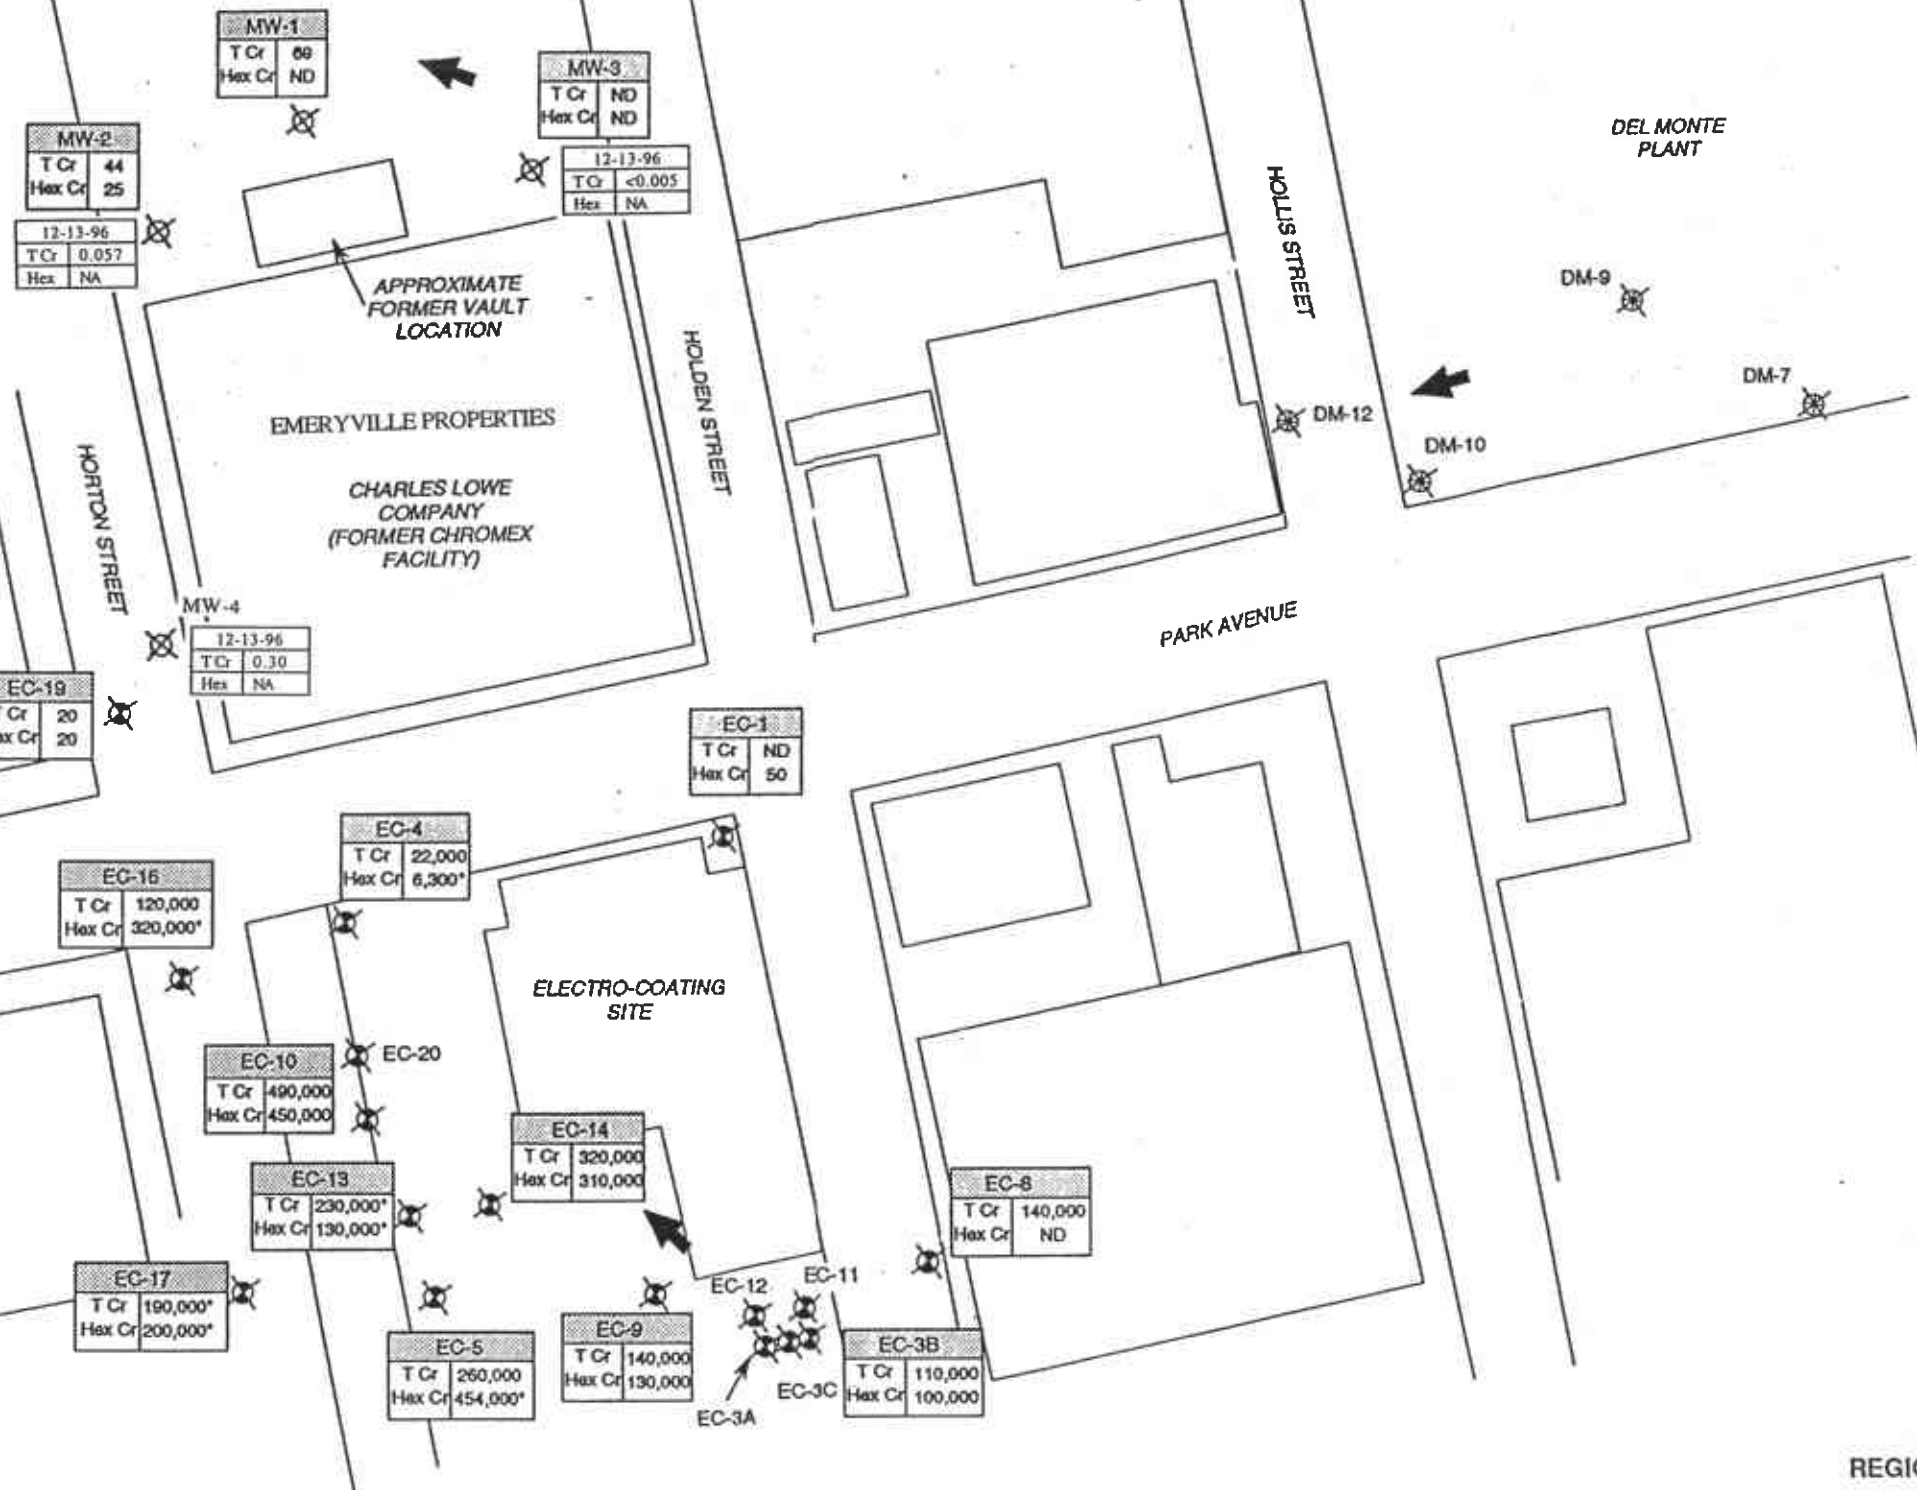 MW-1
T Cr 69
Hex Cr ND
MW-3
T Cr ND
Hex Cr ND
12-13-96
T Cr <0.005
Hex NA
MW-2
T Cr 44
Hex Cr 25
12-13-96
T Cr 0.057
Hex NA
DEL MONTE
PLANT
HOLLIS STREET
DM-9
DM-7
DM-12
DM-10
APPROXIMATE
FORMER VAULT
LOCATION
HOLDEN STREET
EMERYVILLE PROPERTIES
CHARLES LOWE
COMPANY
(FORMER CHROMEX
FACILITY)
HORTON STREET
MW-4
12-13-96
T Cr 0.30
Hex NA
PARK AVENUE
EC-19
Cr 20
ex Cr 20
EC-1
T Cr ND
Hex Cr 50
EC-4
T Cr 22,000
Hex Cr 6,300*
EC-16
T Cr 120,000
Hex Cr 320,000*
ELECTRO-COATING
SITE
EC-20
EC-10
T Cr 490,000
Hex Cr 450,000
EC-14
T Cr 320,000
Hex Cr 310,000
EC-13
T Cr 230,000*
Hex Cr 130,000*
EC-8
T Cr 140,000
Hex Cr ND
EC-17
T Cr 190,000*
Hex Cr 200,000*
EC-12
EC-11
EC-9
T Cr 140,000
Hex Cr 130,000
EC-5
T Cr 260,000
Hex Cr 454,000*
EC-3B
T Cr 110,000
Hex Cr 100,000
EC-3C
EC-3A
REGI